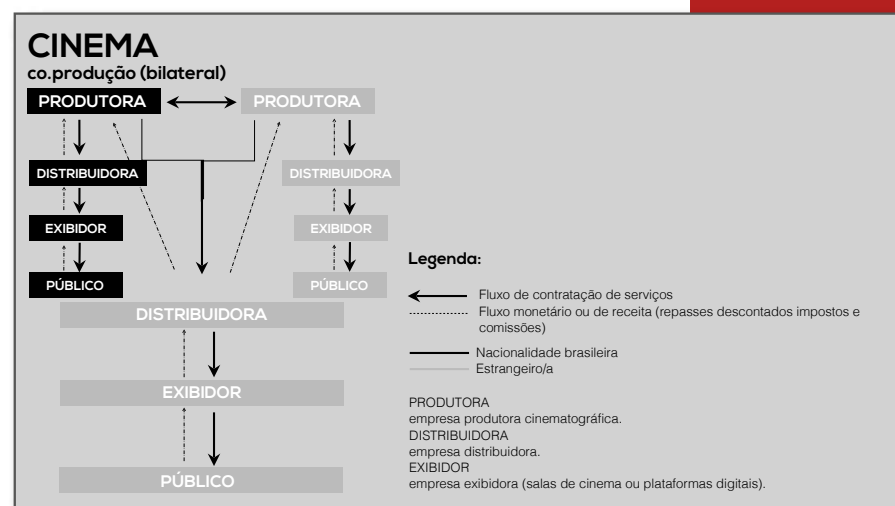 CINEMA
co.produção (bilateral)
PRODUTORA
PRODUTORA
DISTRIBUIDORA
DISTRIBUIDORA
EXIBIDOR
EXIBIDOR
PÚBLICO
PÚBLICO
DISTRIBUIDORA
EXIBIDOR
PÚBLICO
Legenda:
Fluxo de contratação de serviços
Fluxo monetário ou de receita (repasses descontados impostos e
comissões)
Nacionalidade brasileira
Estrangeiro/a
PRODUTORA
empresa produtora cinematográfica.
DISTRIBUIDORA
empresa distribuidora.
EXIBIDOR
empresa exibidora (salas de cinema ou plataformas digitais).